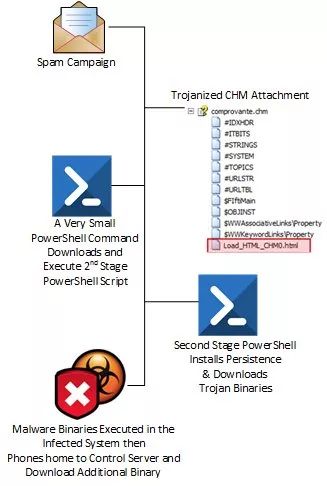 Spam Campaign
Trojanized CHM Attachment
comprovante.chm
#IDXHDR
#ITBITS
#STRINGS
#SYSTEM
#TOPICS
#URLSTR
#URLTBL
$FIftiMain
$OBJINST
$WWAssociativeLinks\Property
$WWKeywordLinks\Property
Load_HTML_CHM0.html
A Very Small
PowerShell Command
Downloads and
Execute 2nd Stage
PowerShell Script
Second Stage PowerShell
Installs Persistence
& Downloads
Trojan Binaries
Malware Binaries Executed in the
Infected System then
Phones home to Control Server and
Download Additional Binary